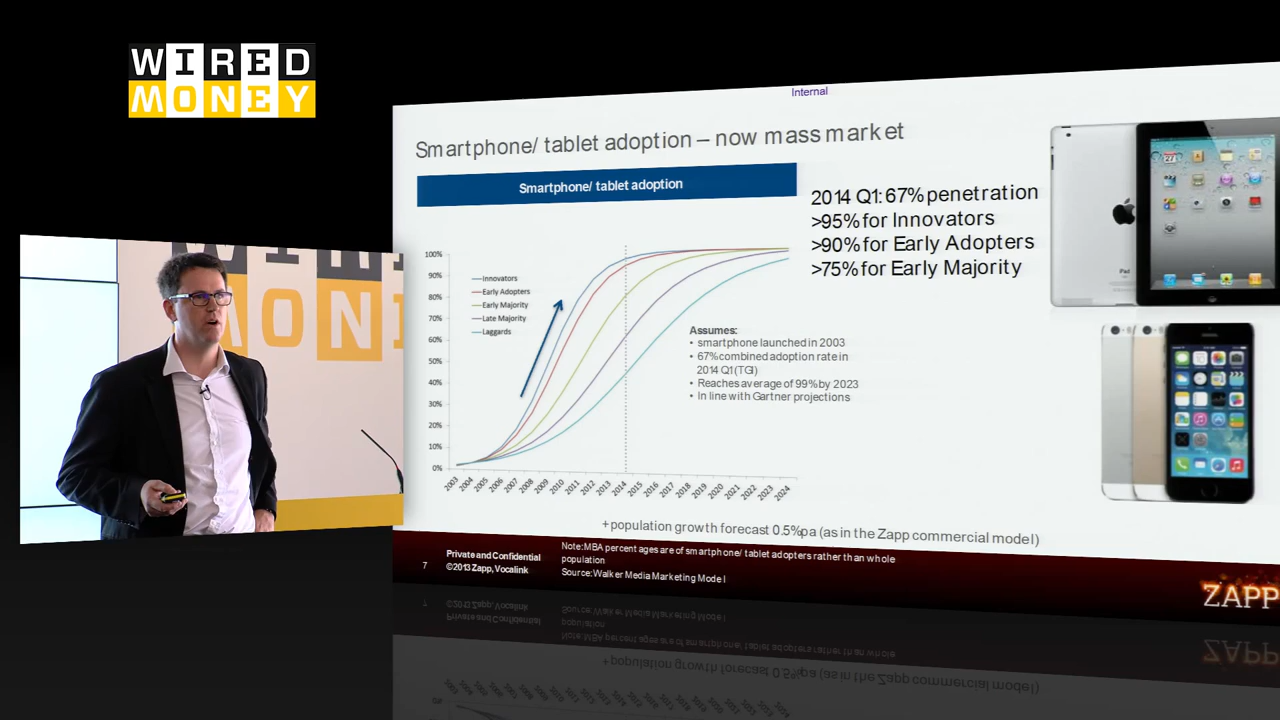 WIRED
MONEY
Internal
Smartphone/ tablet adoption – now mass market
Smartphone/ tablet adoption
2014 Q1: 67% penetration
>95% for Innovators
>90% for Early Adopters
>75% for Early Majority
100%
90%
80%
70%
60%
50%
40%
30%
20%
10%
0%
Innovators
Early Adopters
Early Majority
Late Majority
Laggards
Assumes:
• smartphone launched in 2003
• 67% combined adoption rate in
2014 Q1 (TGI)
• Reaches average of 99% by 2023
• In line with Gartner projections
2003 2004 2005 2006 2007 2008 2009 2010 2011 2012 2013 2014 2015 2016 2017 2018 2019 2020 2021 2022 2023 2024
+ population growth forecast 0.5% pa (as in the Zapp commercial model)
7
Private and Confidential
©2013 Zapp, Vocalink
Note: MBA percent ages are of smartphone/ tablet adopters rather than whole
population
Source: Walker Media Marketing Model
ZAPP
WIRED
MONEY
iPad